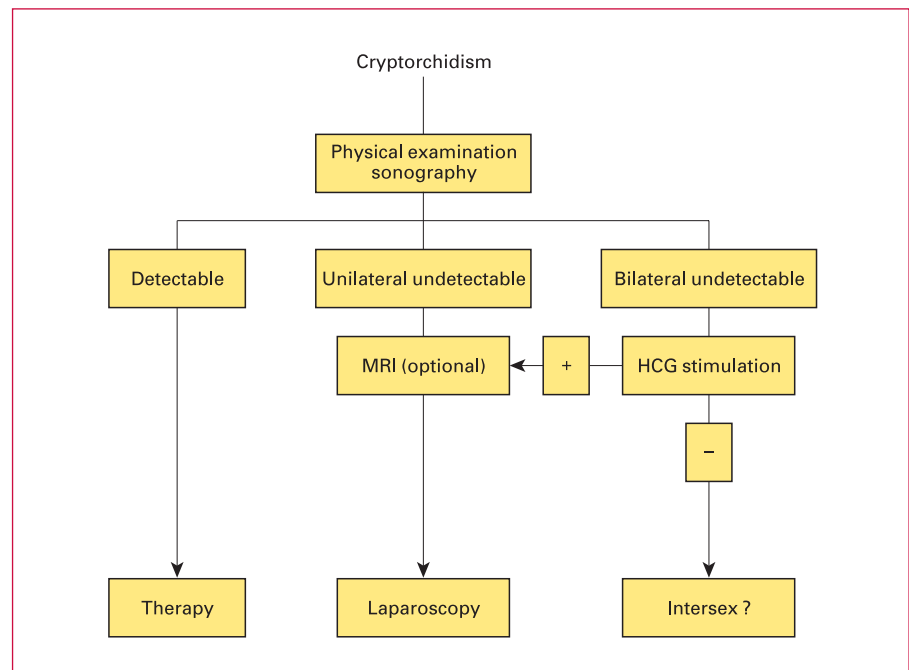 Cryptorchidism
Physical examination
sonography
Detectable
Unilateral undetectable
Bilateral undetectable
MRI (optional)
+
HCG stimulation
–
Therapy
Laparoscopy
Intersex ?